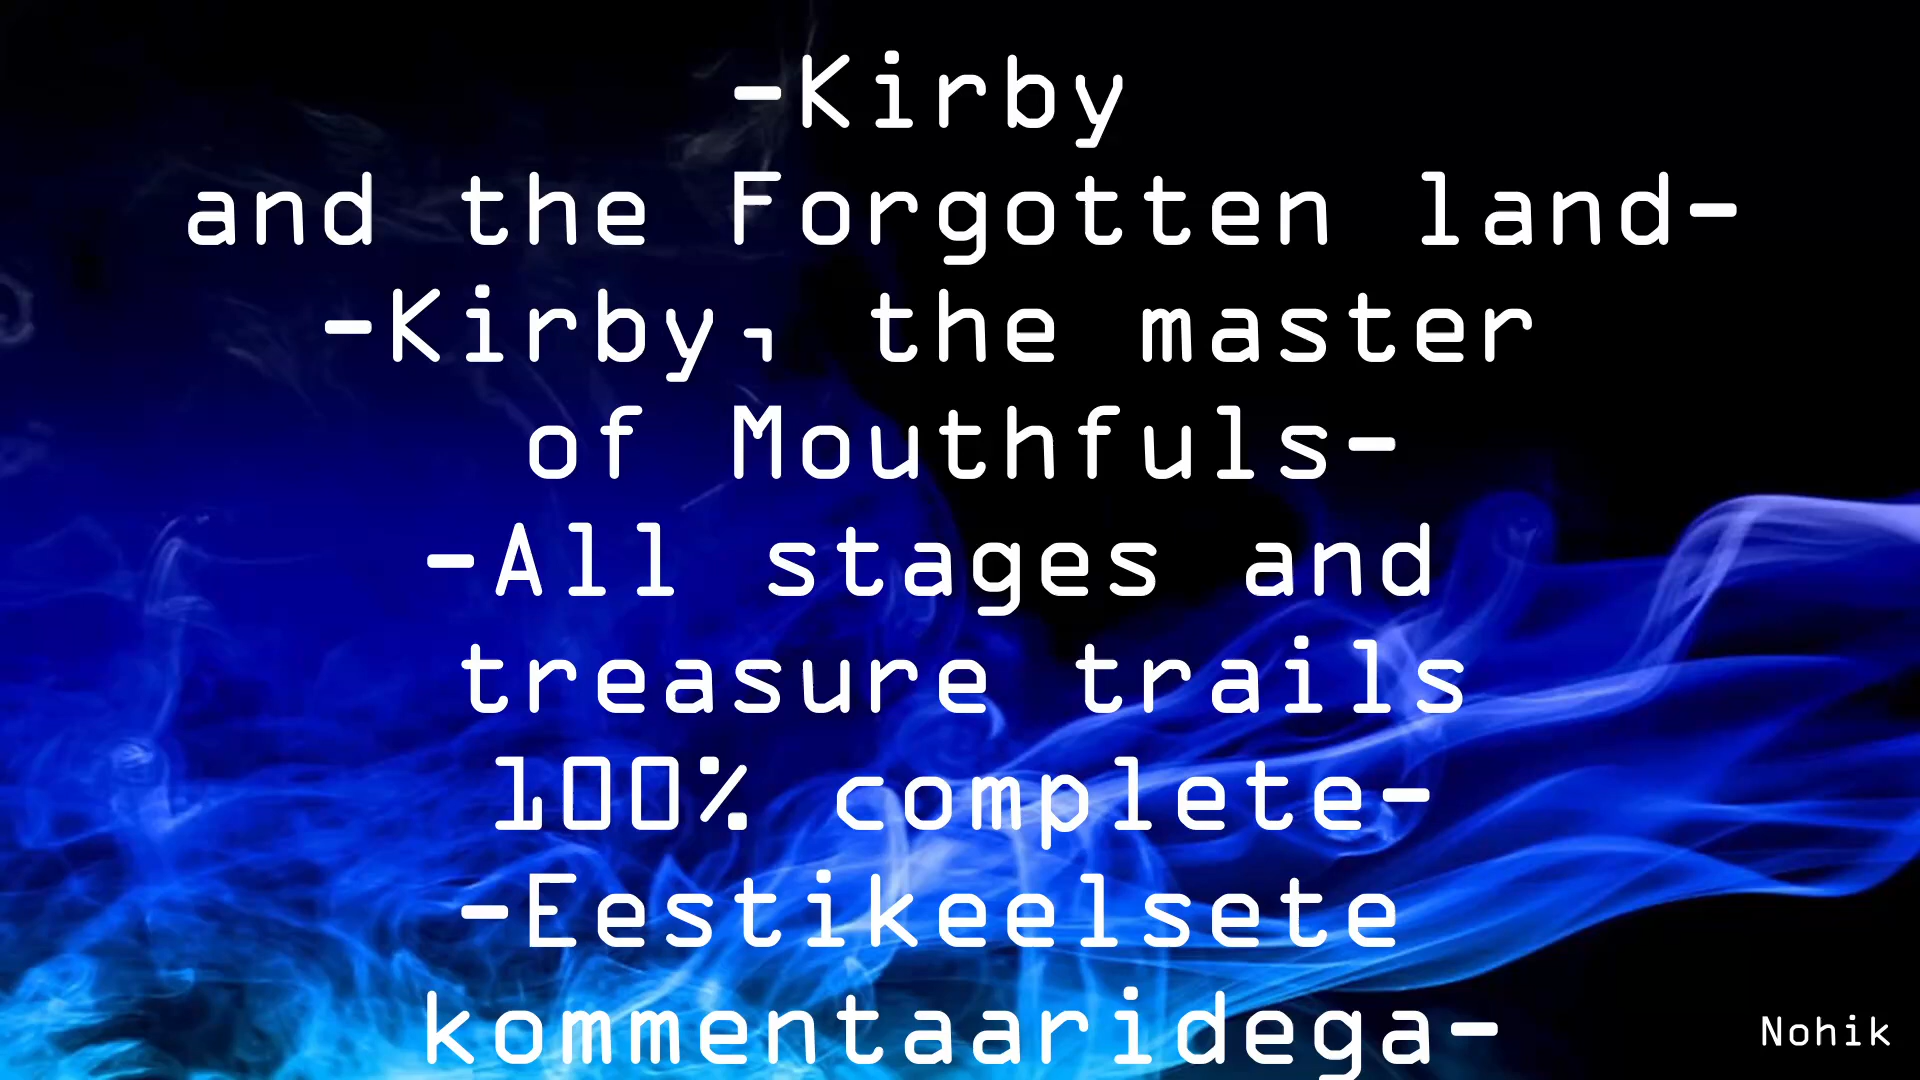 -Kirby
and the Forgotten land-
-Kirby, the master
of Mouthfuls-
-All stages and
treasure trails
100% complete-
-Eestikeelsete
kommentaaridega-
Nohik